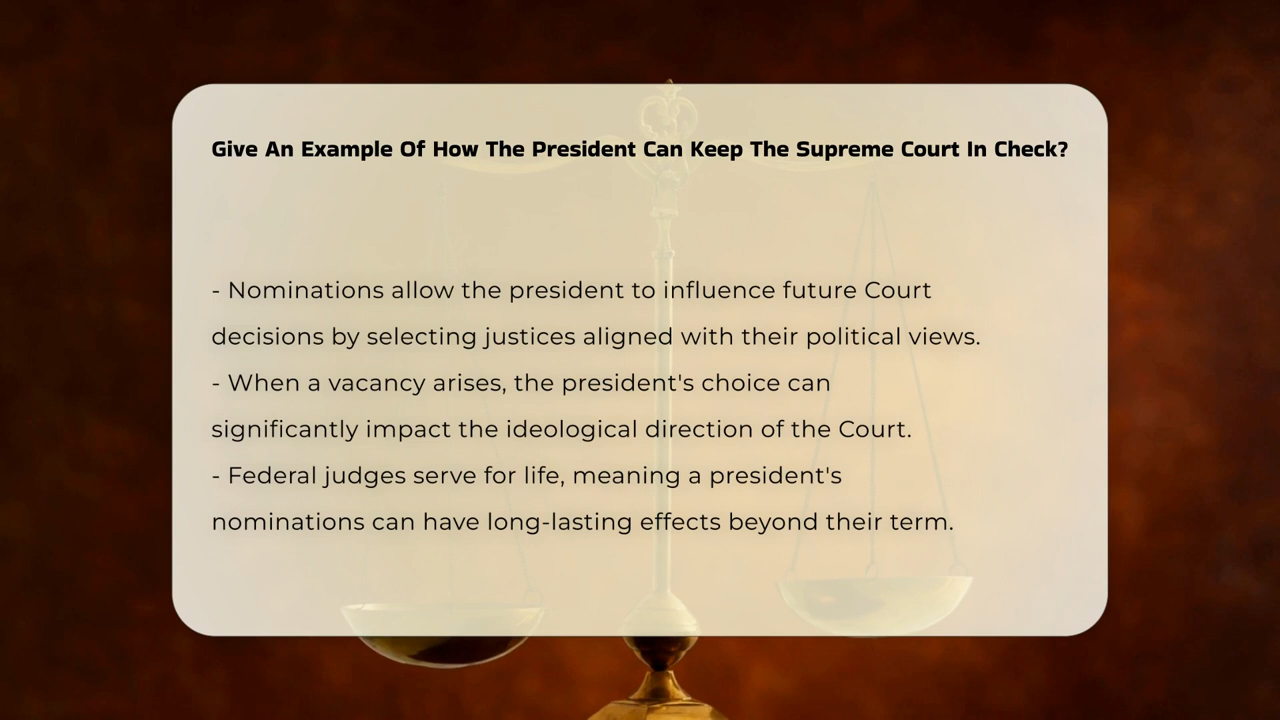 Give An Example Of How The President Can Keep The Supreme Court In Check?
- Nominations allow the president to influence future Court
decisions by selecting justices aligned with their political views.
- When a vacancy arises, the president's choice can
significantly impact the ideological direction of the Court.
- Federal judges serve for life, meaning a president's
nominations can have long-lasting effects beyond their term.